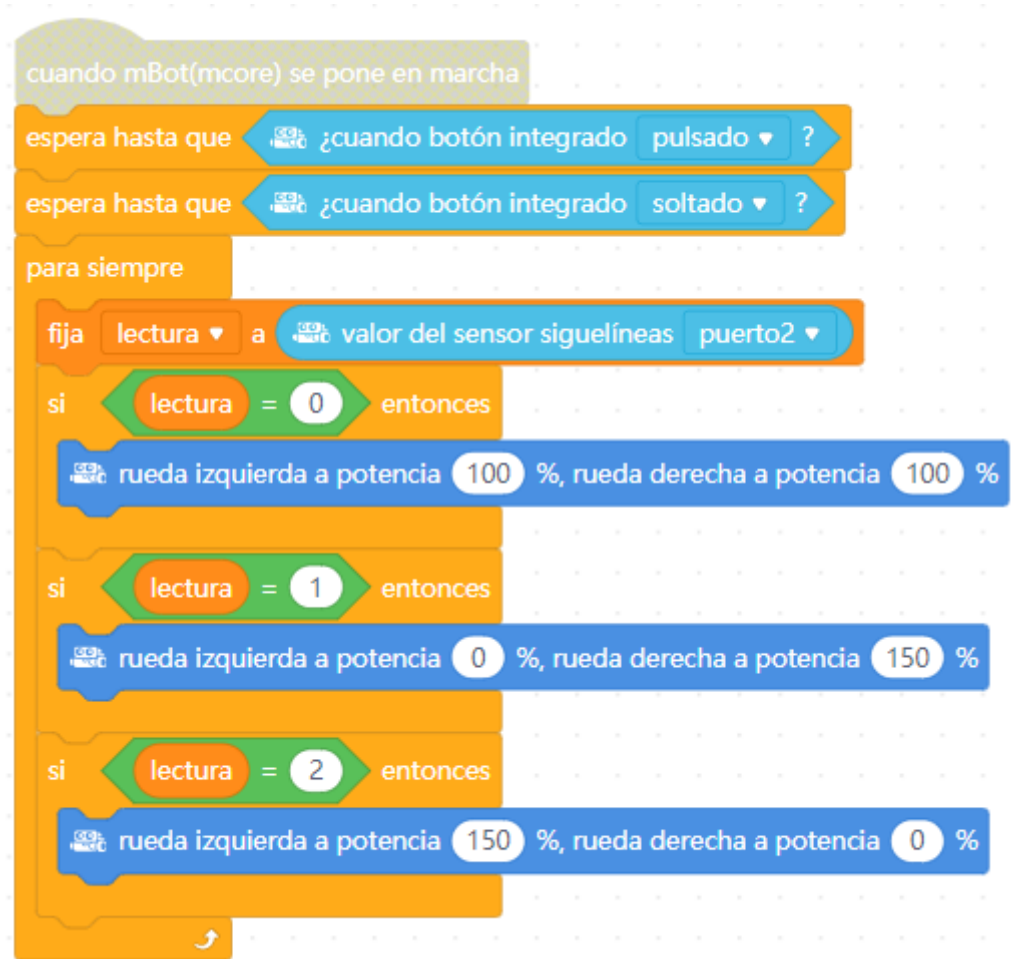 cuando mBot(mcore) se pone en marcha
espera hasta que ¿cuando botón integrado pulsado ?
espera hasta que ¿cuando botón integrado soltado ?
para siempre
fija lectura a valor del sensor siguelíneas puerto2
si lectura = 0 entonces
rueda izquierda a potencia 100 %, rueda derecha a potencia 100 %
si lectura = 1 entonces
rueda izquierda a potencia 0 %, rueda derecha a potencia 150 %
si lectura = 2 entonces
rueda izquierda a potencia 150 %, rueda derecha a potencia 0 %